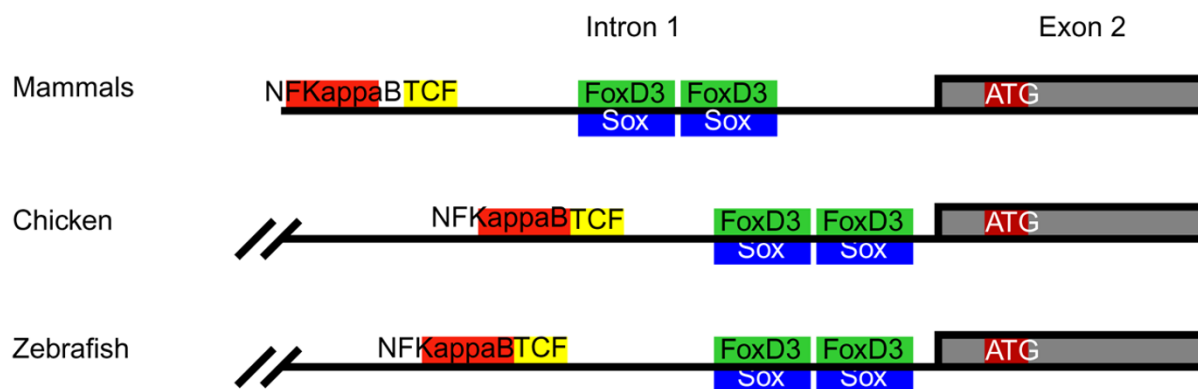 Intron 1 Exon 2
Mammals NFKappaB TCF FoxD3 FoxD3 ATG
Sox Sox
Chicken NFKappaB TCF FoxD3 FoxD3 ATG
Sox Sox
Zebrafish NFKappaB TCF FoxD3 FoxD3 ATG
Sox Sox